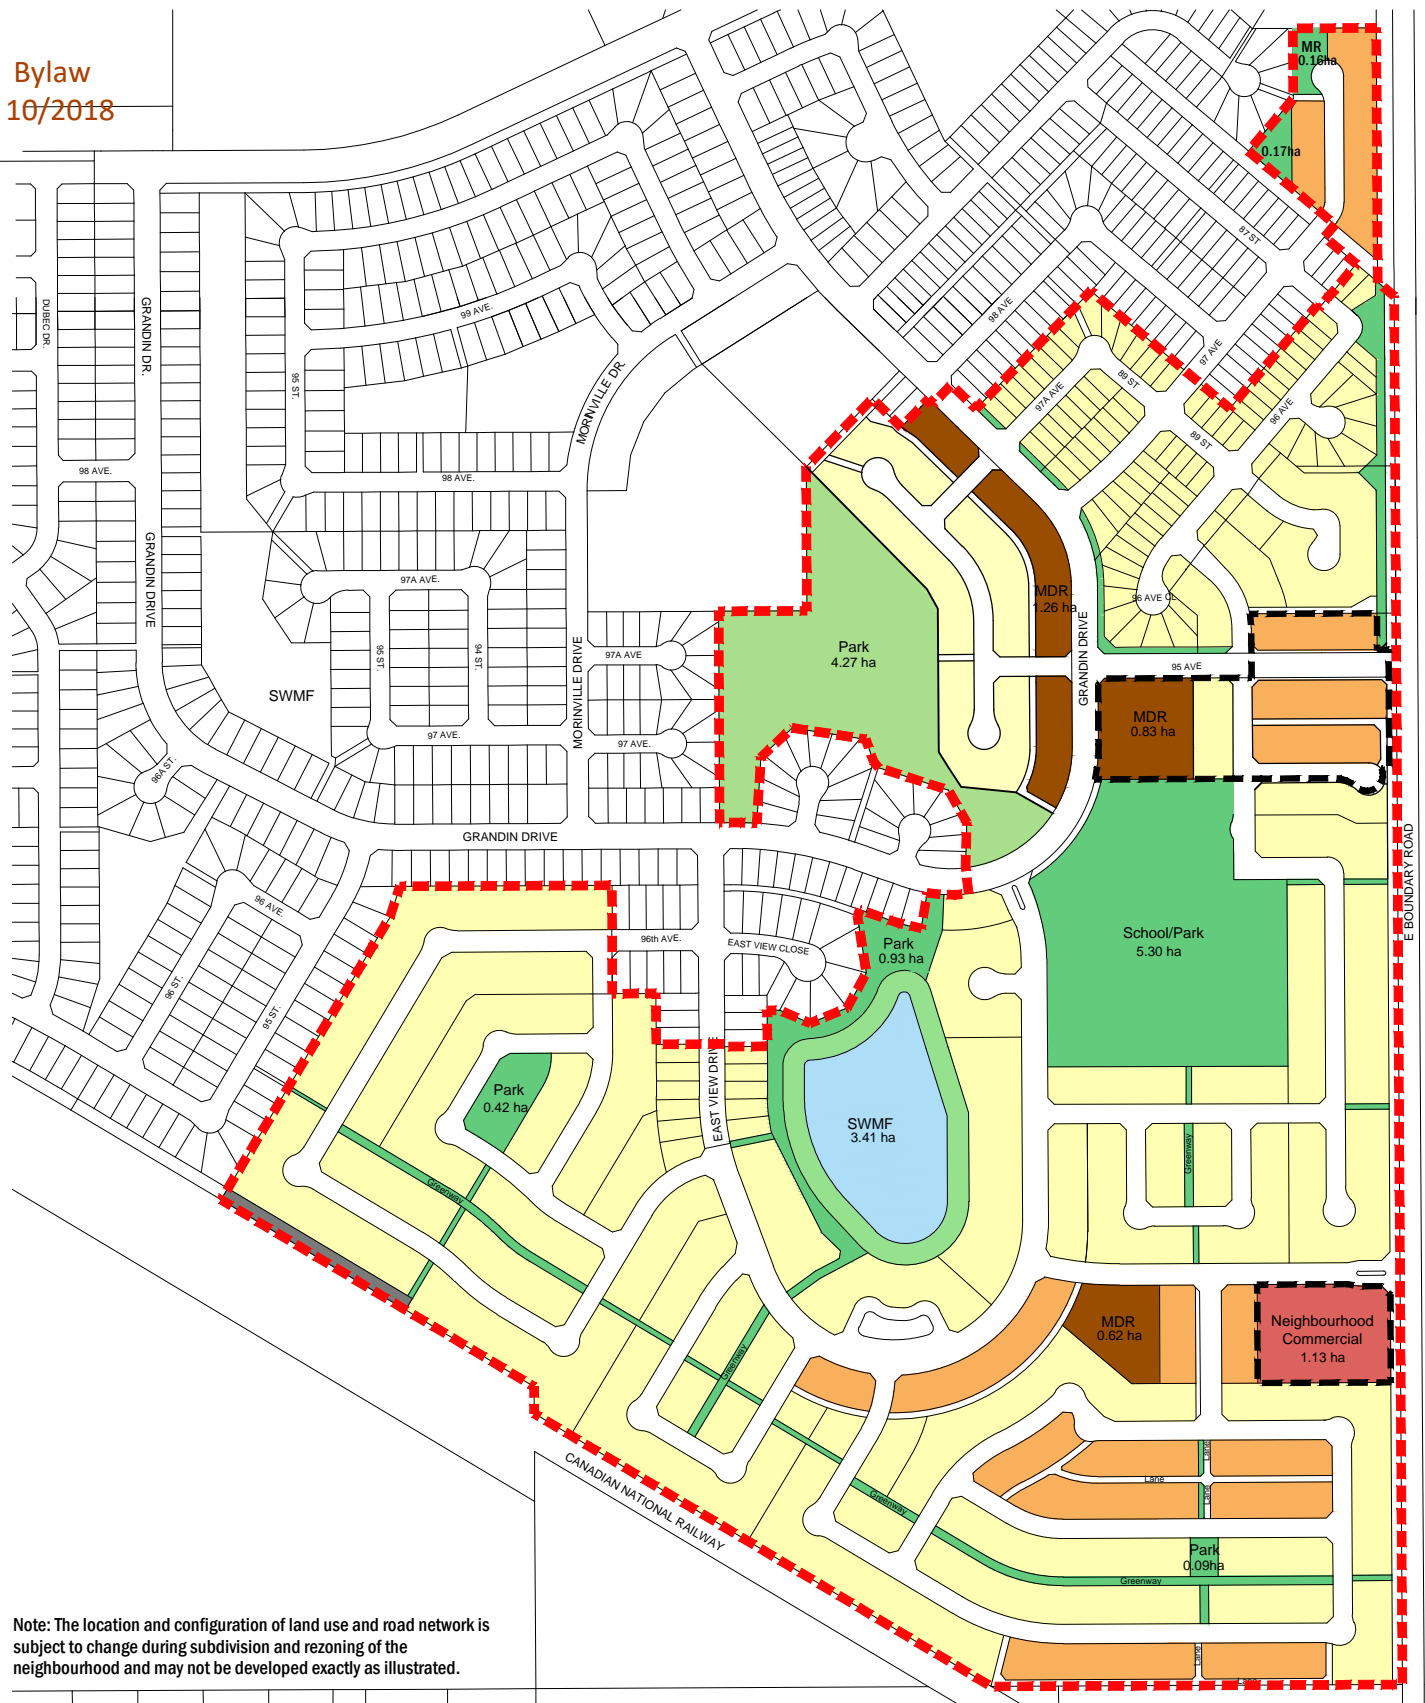 Bylaw
10/2018
MR
0.16ha
0.17ha
87 ST
98 AVE
97 AVE
DUBEC DR.
GRANDIN DR.
99 AVE.
95 ST.
MORINVILLE DR.
97A AVE
89 ST
96 AVE
89 ST
98 AVE.
98 AVE.
GRANDIN DRIVE
97A AVE.
95 ST.
94 ST.
MORINVILLE DRIVE
97A AVE
MDR
1.26 ha
96 AVE CL
GRANDIN DRIVE
95 AVE
Park
4.27 ha
SWMF
97 AVE.
97 AVE.
MDR
0.83 ha
96A ST.
GRANDIN DRIVE
E BOUNDARY ROAD
96 AVE.
96th AVE.
EAST VIEW CLOSE
Park
0.93 ha
School/Park
5.30 ha
96 ST.
95 ST.
EAST VIEW DRIVE
Park
0.42 ha
SWMF
3.41 ha
Greenway
Greenway
Greenway
MDR
0.62 ha
Neighbourhood
Commercial
1.13 ha
CANADIAN NATIONAL RAILWAY
Lane
Lane
Lane
Greenway
Park
0.09ha
Greenway
Lane
Lane
Note: The location and configuration of land use and road network is
subject to change during subdivision and rezoning of the
neighbourhood and may not be developed exactly as illustrated.